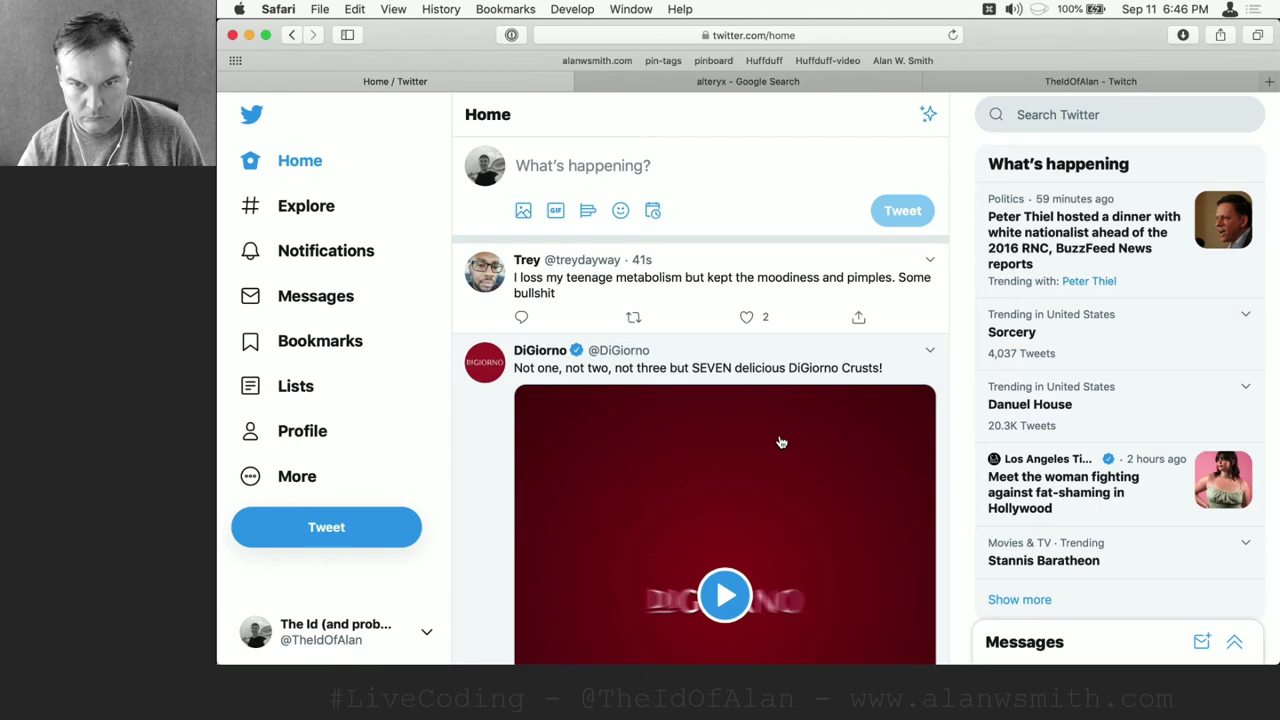 Safari File Edit View History Bookmarks Develop Window Help
100% Sep 11 6:46 PM
twitter.com/home
alanwsmith.com pin-tags pinboard Huffduff Huffduff-video Alan W. Smith
Home / Twitter
alteryx - Google Search
TheIdOfAlan - Twitch
Home
Explore
Notifications
Messages
Bookmarks
Lists
Profile
More
Tweet
The Id (and prob...
@TheIdOfAlan
Home
What's happening?
GIF
Tweet
Trey @treydayway · 41s
I loss my teenage metabolism but kept the moodiness and pimples. Some
bullshit
2
DIGIORNO
DiGiorno @DiGiorno
Not one, not two, not three but SEVEN delicious DiGiorno Crusts!
Search Twitter
What's happening
Politics · 59 minutes ago
Peter Thiel hosted a dinner with
white nationalist ahead of the
2016 RNC, BuzzFeed News
reports
Trending with: Peter Thiel
Trending in United States
Sorcery
4,037 Tweets
Trending in United States
Danuel House
20.3K Tweets
Los Angeles Ti... · 2 hours ago
Meet the woman fighting
against fat-shaming in
Hollywood
Movies & TV · Trending
Stannis Baratheon
Show more
Messages
#LiveCoding - @TheIdOfAlan - www.alanwsmith.com